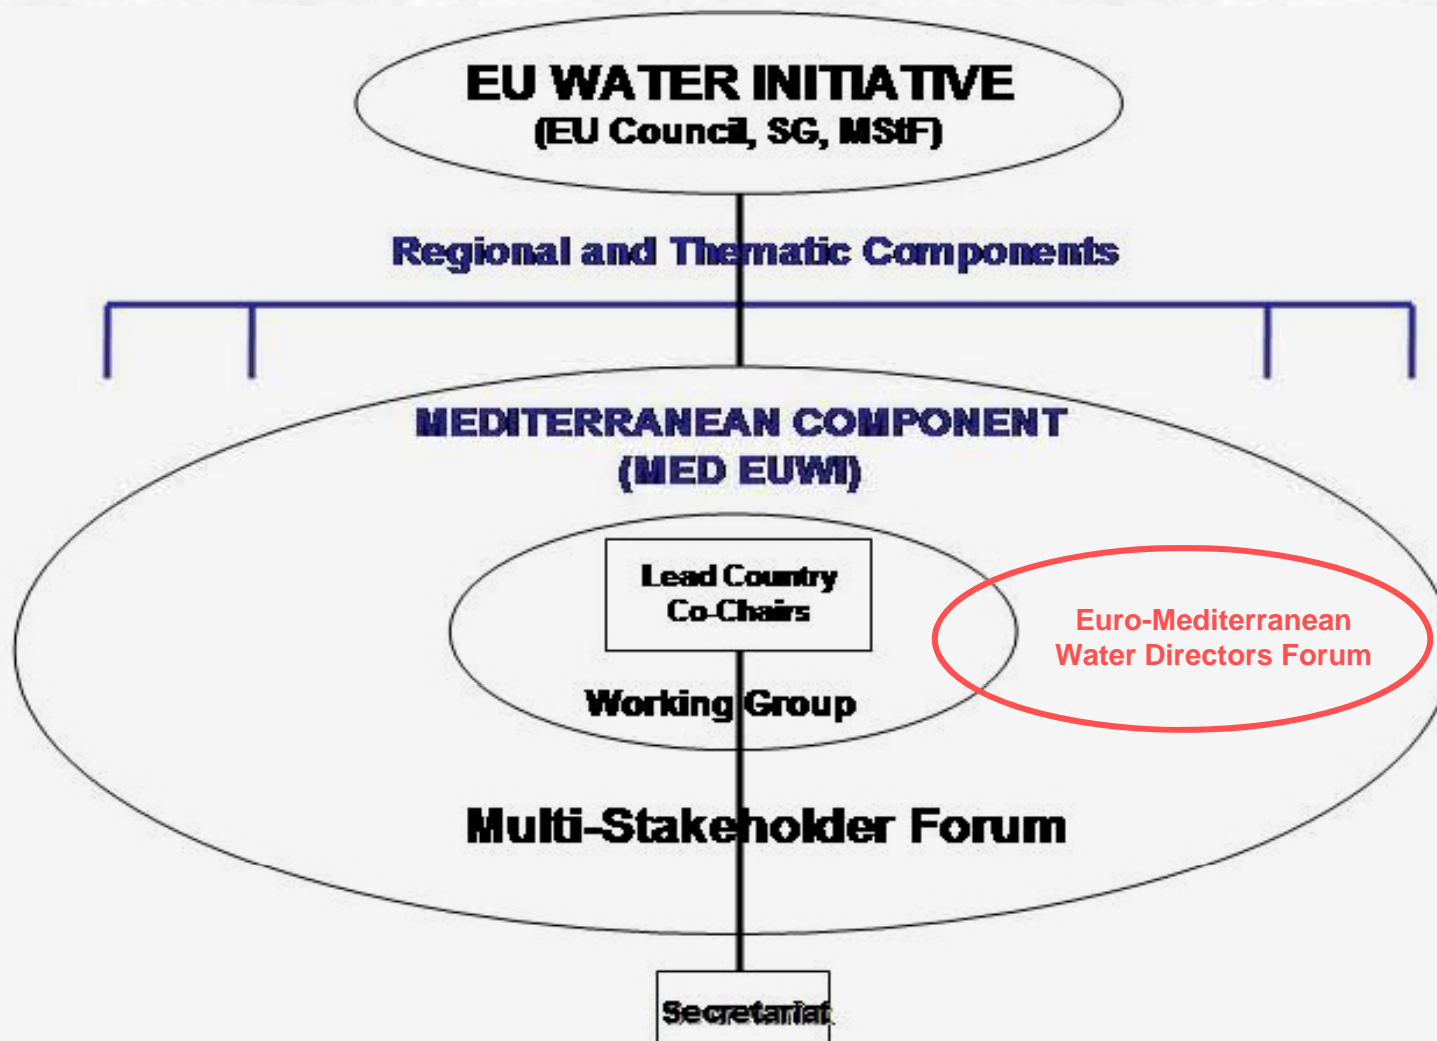 EU WATER INITIATIVE
(EU Council, SG, MStF)
Regional and Thematic Components
MEDITERRANEAN COMPONENT
(MED EUWI)
Lead Country
Co-Chairs
Euro-Mediterranean
Water Directors Forum
Working Group
Multi-Stakeholder Forum
Secretariat